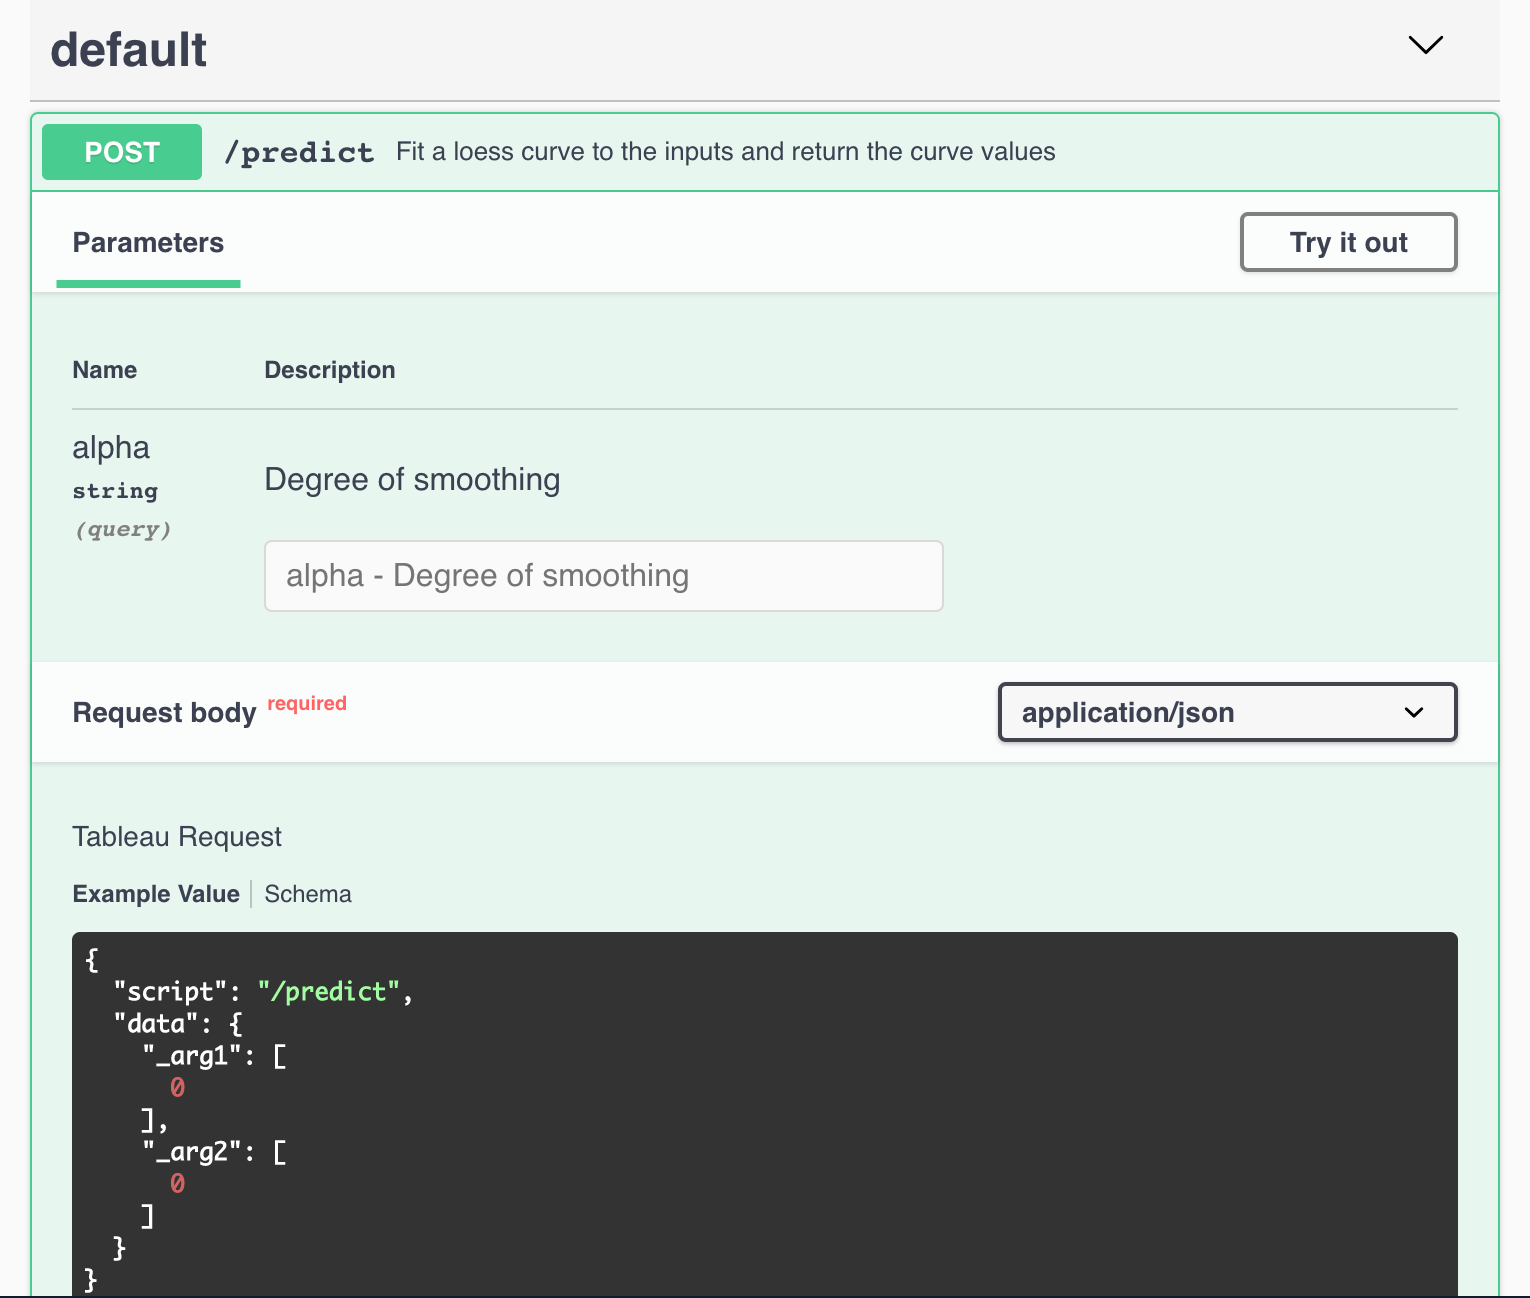 default
POST /predict Fit a loess curve to the inputs and return the curve values
Parameters Try it out
Name Description
alpha
string
(query)
Degree of smoothing
alpha - Degree of smoothing
Request body required application/json
Tableau Request
Example Value Schema
{
  "script": "/predict",
  "data": {
    "_arg1": [
      0
    ],
    "_arg2": [
      0
    ]
  }
}